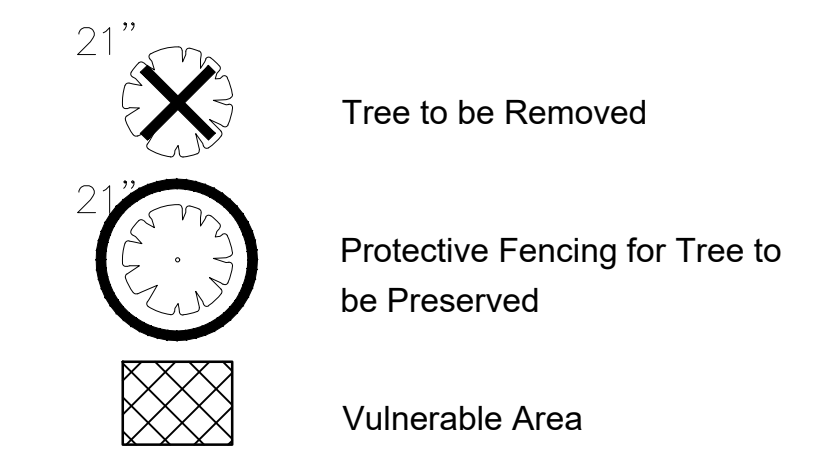 21”
Tree to be Removed
21”
Protective Fencing for Tree to
be Preserved
Vulnerable Area